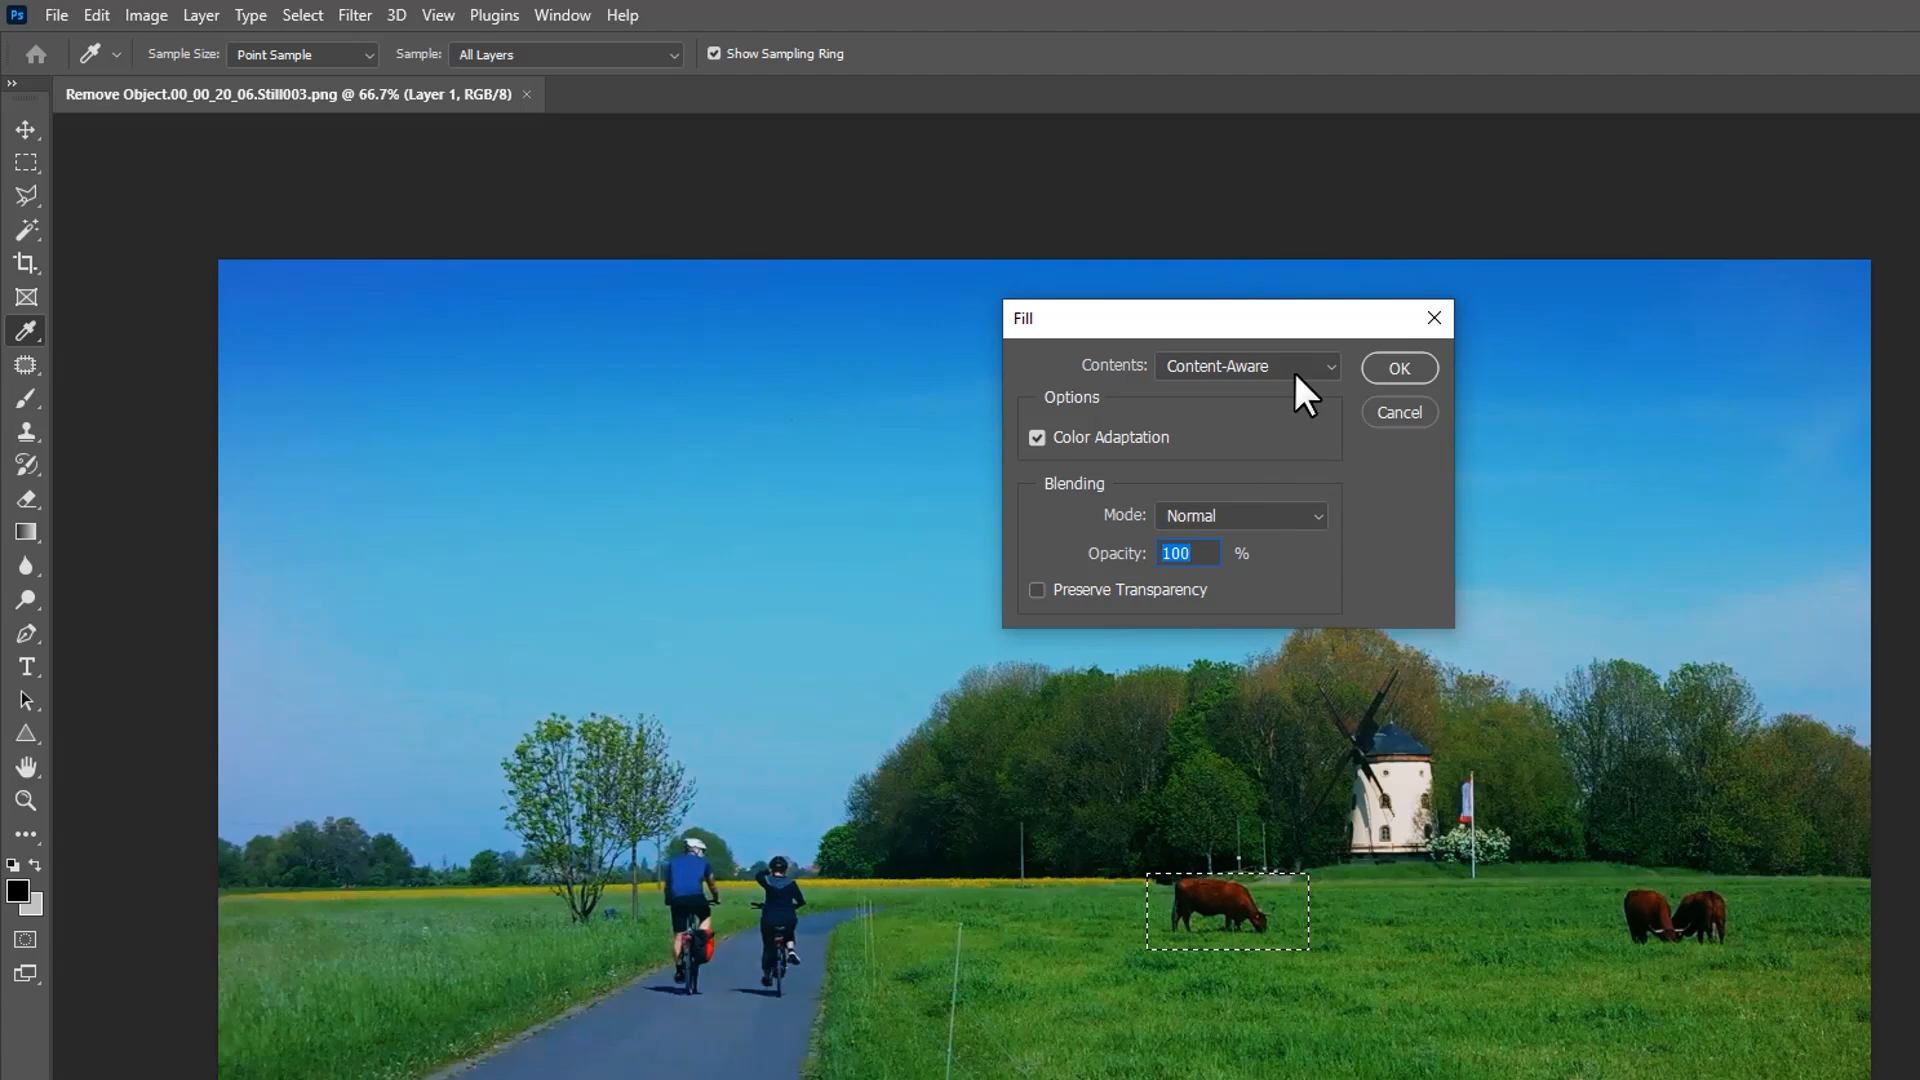 Ps File Edit Image Layer Type Select Filter 3D View Plugins Window Help
Sample Size: Point Sample Sample: All Layers Show Sampling Ring
Remove Object.00_00_20_06.Still003.png @ 66.7% (Layer 1, RGB/8) ×
Fill
Contents: Content-Aware OK
Options
Cancel
Color Adaptation
Blending
Mode: Normal
Opacity: 100 %
Preserve Transparency